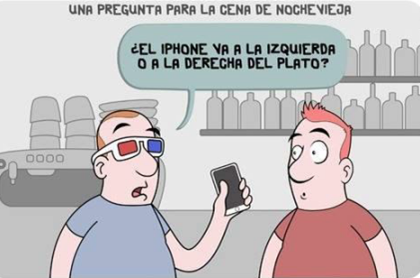 UNA PREGUNTA PARA LA CENA DE NOCHEVIEJA
¿EL IPHONE VA A LA IZQUIERDA
O A LA DERECHA DEL PLATO?